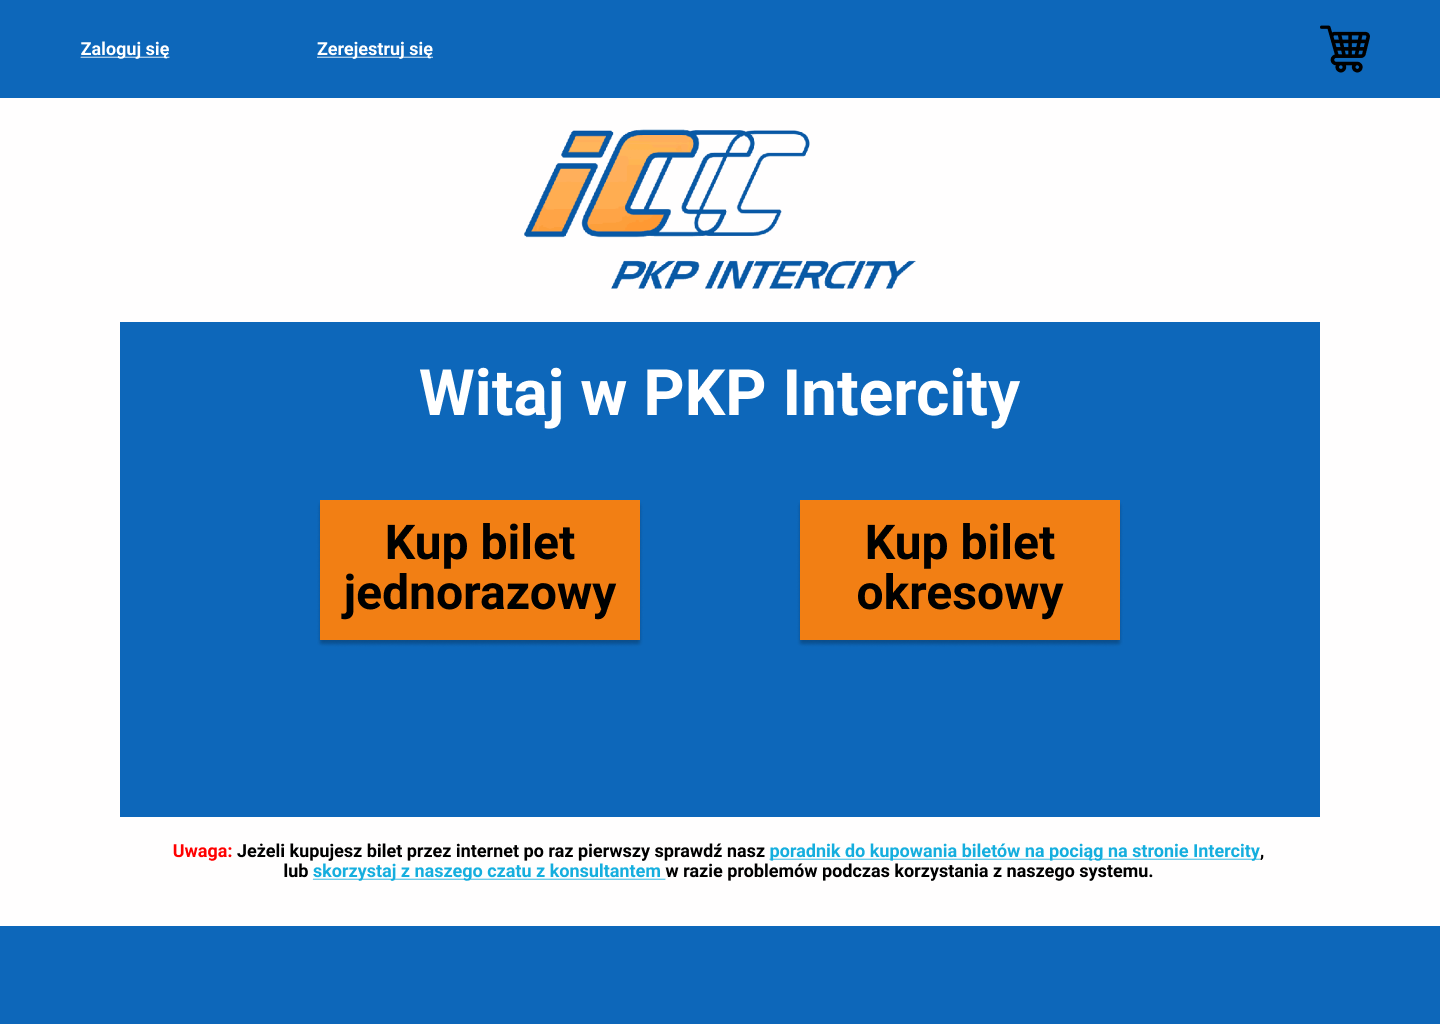 Zaloguj się
Zerejestruj się
iC
PKP INTERCITY
Witaj w PKP Intercity
Kup bilet
jednorazowy
Kup bilet
okresowy
Uwaga: Jeżeli kupujesz bilet przez internet po raz pierwszy sprawdź nasz poradnik do kupowania biletów na pociąg na stronie Intercity,
lub skorzystaj z naszego czatu z konsultantem w razie problemów podczas korzystania z naszego systemu.